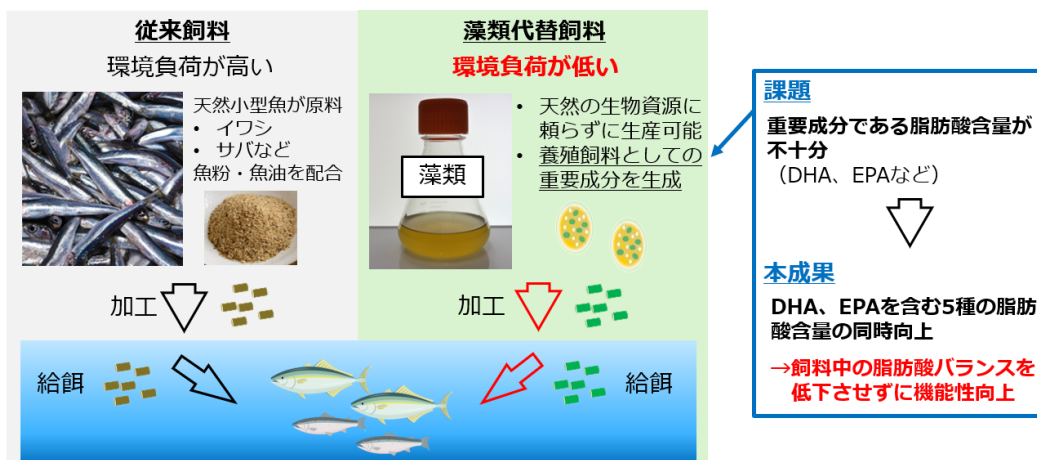 従来飼料
環境負荷が高い
天然小型魚が原料
• イワシ
• サバなど
魚粉・魚油を配合
加工
給餌
藻類代替飼料
環境負荷が低い
藻類
• 天然の生物資源に
頼らずに生産可能
• 養殖飼料としての
重要成分を生成
加工
給餌
課題
重要成分である脂肪酸含量が
不十分
（DHA、EPAなど）
本成果
DHA、EPAを含む5種の脂肪
酸含量の同時向上
→飼料中の脂肪酸バランスを
低下させずに機能性向上